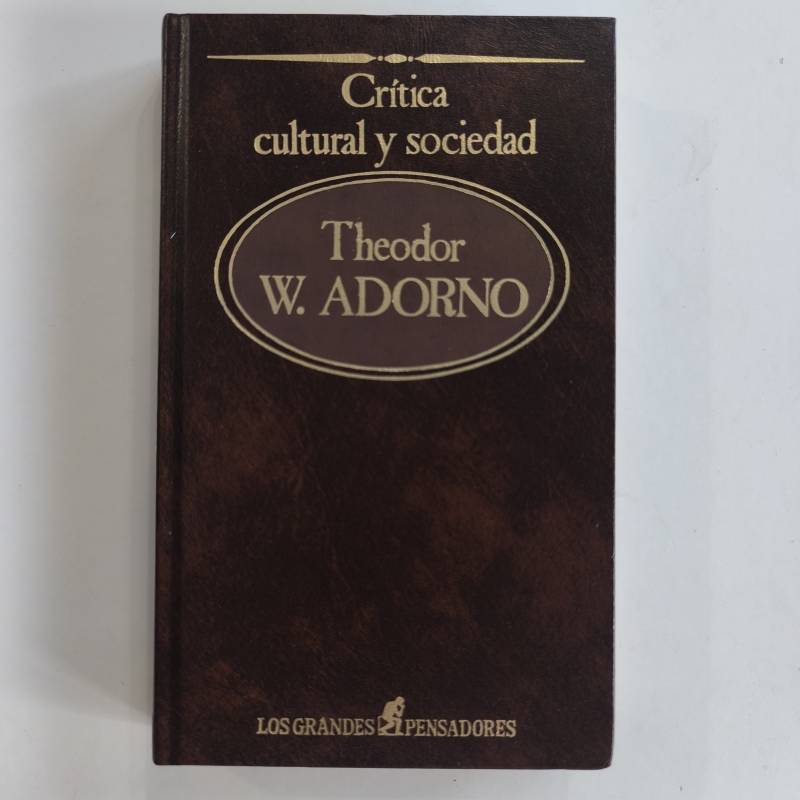 Crítica
cultural y sociedad
Theodor
W. ADORNO
LOS GRANDES PENSADORES